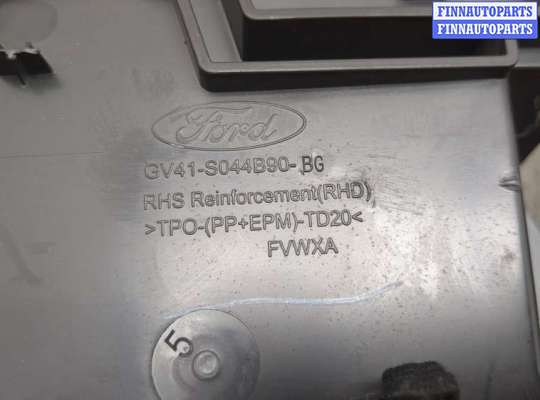 FINNAUTOPARTS
FINNAUTOPARTS
Ford
GV41-S044B90-BG
RHS Reinforcement(RHD)
>TPO-(PP+EPM)-TD20<
FVWXA
5